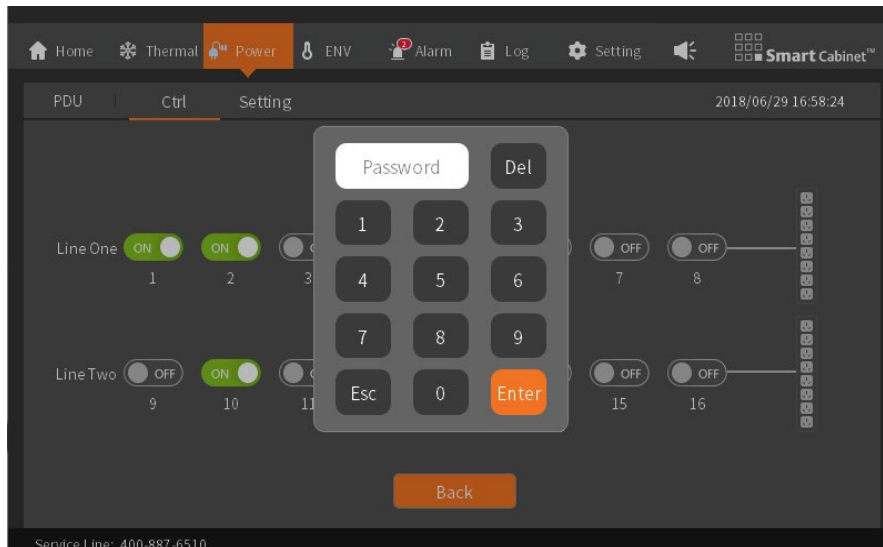 Home Thermal Power ENV 2 Alarm Log Setting Smart Cabinet™
PDU Ctrl Setting 2018/06/29 16:58:24
Password Del
1 2 3
Line One ON ON OFF OFF
1 2 3 7 8
4 5 6
7 8 9
Line Two OFF ON OFF OFF
9 10 11 15 16
Esc 0 Enter
Back
Service Line: 400-887-6510